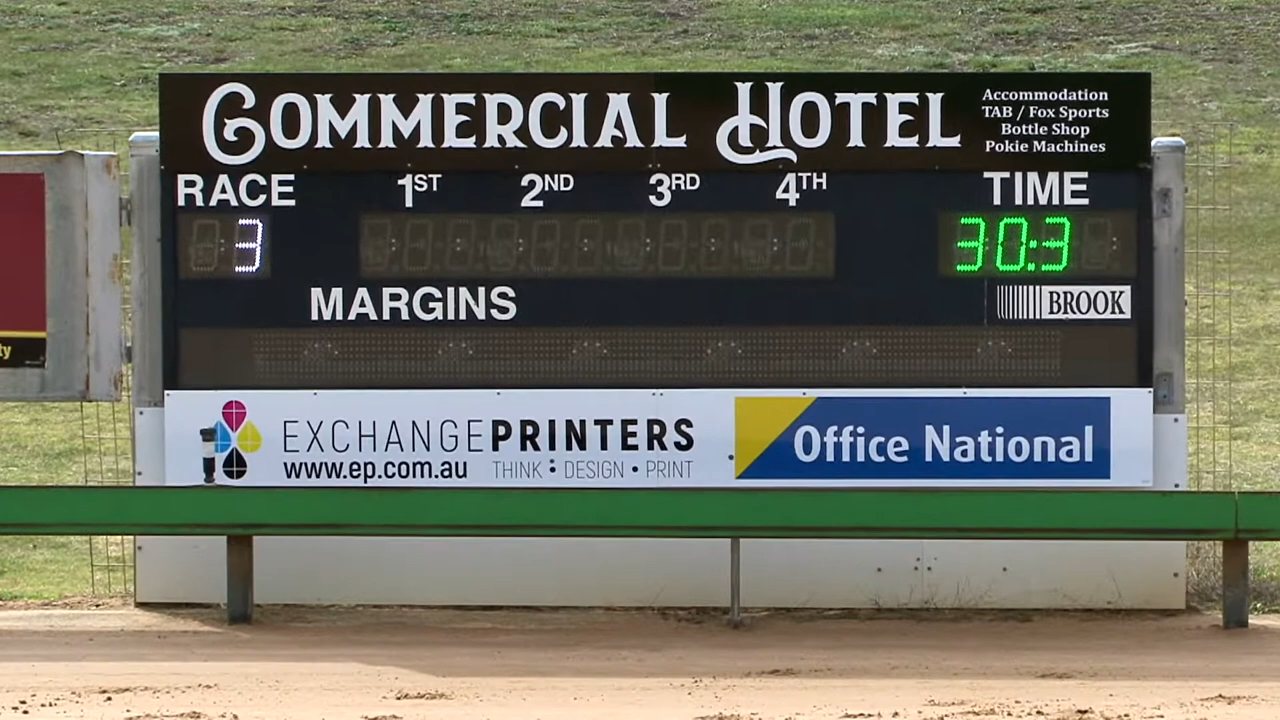 COMMERCIAL HOTEL
Accommodation
TAB / Fox Sports
Bottle Shop
Pokie Machines
RACE 1ST 2ND 3RD 4TH TIME
3 30:3
MARGINS
BROOK
ty
EXCHANGEPRINTERS
www.ep.com.au THINK • DESIGN • PRINT
Office National